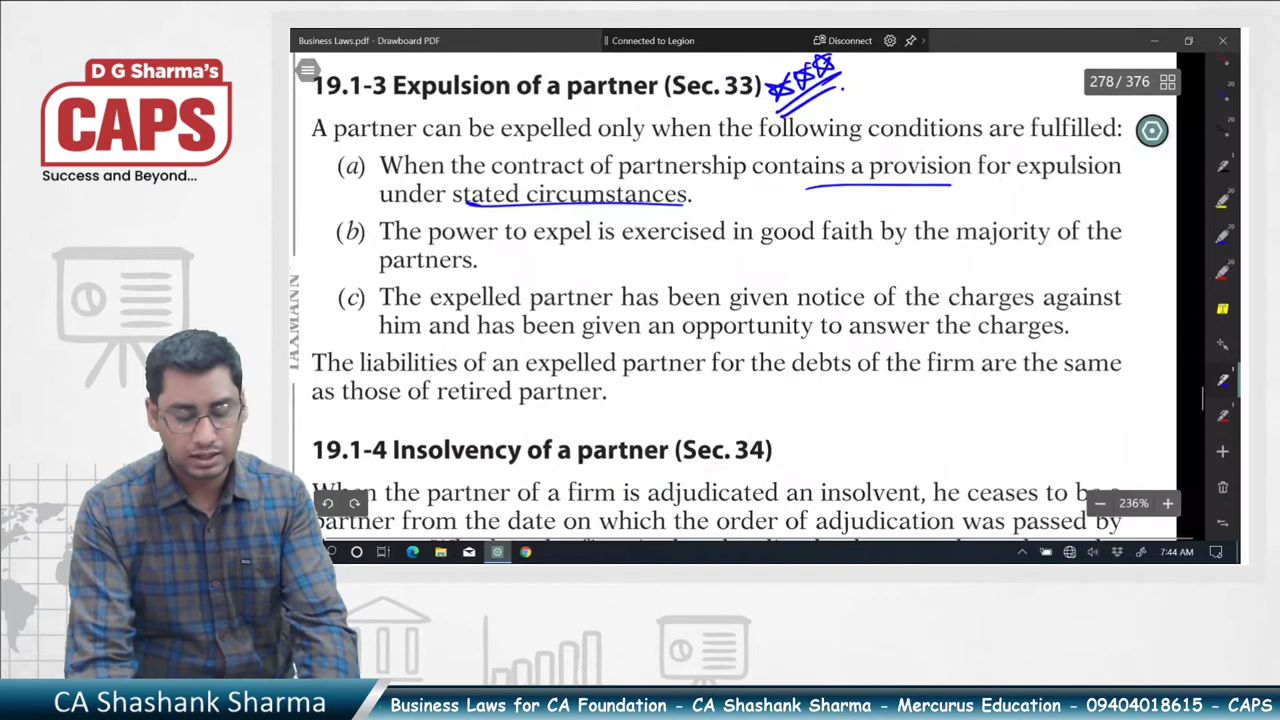 D G SHARMA's
CAPS
Success and Beyond...
Business Laws.pdf - Drawboard PDF
Connected to Legion
Disconnect
278 / 376
19.1-3 Expulsion of a partner (Sec. 33)
A partner can be expelled only when the following conditions are fulfilled:
(a) When the contract of partnership contains a provision for expulsion
under stated circumstances.
(b) The power to expel is exercised in good faith by the majority of the
partners.
(c) The expelled partner has been given notice of the charges against
him and has been given an opportunity to answer the charges.
The liabilities of an expelled partner for the debts of the firm are the same
as those of retired partner.
TAXMANN
19.1-4 Insolvency of a partner (Sec. 34)
When the partner of a firm is adjudicated an insolvent, he ceases to be a
partner from the date on which the order of adjudication was passed by
236%
7:44 AM
CA Shashank Sharma
Business Laws for CA Foundation - CA Shashank Sharma - Mercurus Education - 09404018615 - CAPS